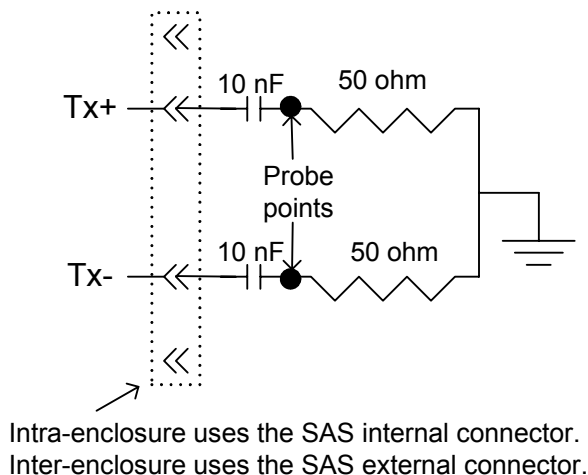 10 nF
50 ohm
Tx+
Probe
points
10 nF
50 ohm
Tx-
Intra-enclosure uses the SAS internal connector.
Inter-enclosure uses the SAS external connector.